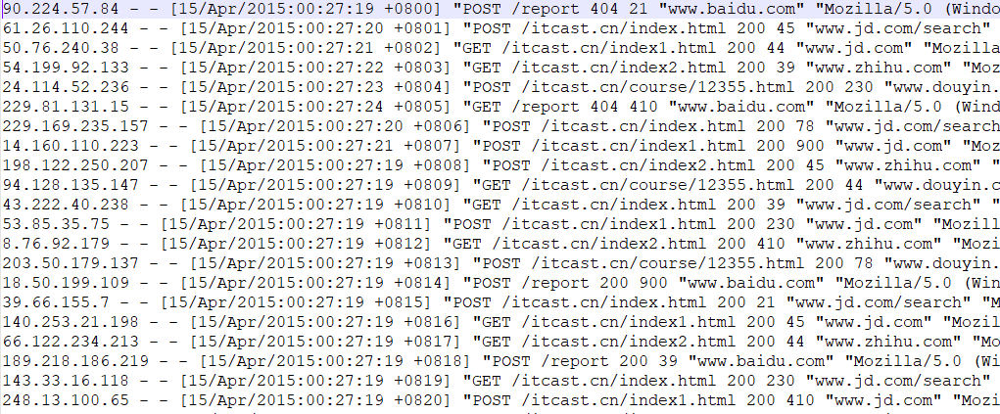 90.224.57.84 - - [15/Apr/2015:00:27:19 +0800] "POST /report 404 21 "www.baidu.com" "Mozilla/5.0 (Windo
61.26.110.244 - - [15/Apr/2015:00:27:20 +0801] "POST /itcast.cn/index.html 200 45 "www.jd.com/search"
50.76.240.38 - - [15/Apr/2015:00:27:21 +0802] "GET /itcast.cn/index1.html 200 44 "www.jd.com" "Mozilla
54.199.92.133 - - [15/Apr/2015:00:27:22 +0803] "GET /itcast.cn/index2.html 200 39 "www.zhihu.com" "Moz
24.114.52.236 - - [15/Apr/2015:00:27:23 +0804] "POST /itcast.cn/course/12355.html 200 230 "www.douyin.
229.81.131.15 - - [15/Apr/2015:00:27:24 +0805] "GET /report 404 410 "www.baidu.com" "Mozilla/5.0 (Wind
229.169.235.157 - - [15/Apr/2015:00:27:20 +0806] "POST /itcast.cn/index.html 200 78 "www.jd.com/search
14.160.110.223 - - [15/Apr/2015:00:27:21 +0807] "POST /itcast.cn/index1.html 200 900 "www.jd.com" "Moz
198.122.250.207 - - [15/Apr/2015:00:27:19 +0808] "POST /itcast.cn/index2.html 200 45 "www.zhihu.com" "
94.128.135.147 - - [15/Apr/2015:00:27:19 +0809] "GET /itcast.cn/course/12355.html 200 44 "www.douyin.c
43.222.40.238 - - [15/Apr/2015:00:27:19 +0810] "GET /itcast.cn/index.html 200 39 "www.jd.com/search" "
53.85.35.75 - - [15/Apr/2015:00:27:19 +0811] "POST /itcast.cn/index1.html 200 230 "www.jd.com" "Mozill
8.76.92.179 - - [15/Apr/2015:00:27:19 +0812] "GET /itcast.cn/index2.html 200 410 "www.zhihu.com" "Mozi
203.50.179.137 - - [15/Apr/2015:00:27:19 +0813] "POST /itcast.cn/course/12355.html 200 78 "www.douyin.
18.50.199.109 - - [15/Apr/2015:00:27:19 +0814] "POST /report 200 900 "www.baidu.com" "Mozilla/5.0 (Win
39.66.155.7 - - [15/Apr/2015:00:27:19 +0815] "POST /itcast.cn/index.html 200 21 "www.jd.com/search" "M
140.253.21.198 - - [15/Apr/2015:00:27:19 +0816] "GET /itcast.cn/index1.html 200 45 "www.jd.com" "Mozil
66.122.234.213 - - [15/Apr/2015:00:27:19 +0817] "GET /itcast.cn/index2.html 200 44 "www.zhihu.com" "Mo
189.218.186.219 - - [15/Apr/2015:00:27:19 +0818] "POST /report 200 39 "www.baidu.com" "Mozilla/5.0 (Wi
143.33.16.118 - - [15/Apr/2015:00:27:19 +0819] "GET /itcast.cn/index.html 200 230 "www.jd.com/search"
248.13.100.65 - - [15/Apr/2015:00:27:19 +0820] "POST /itcast.cn/index1.html 200 410 "www.jd.com" "Mozi